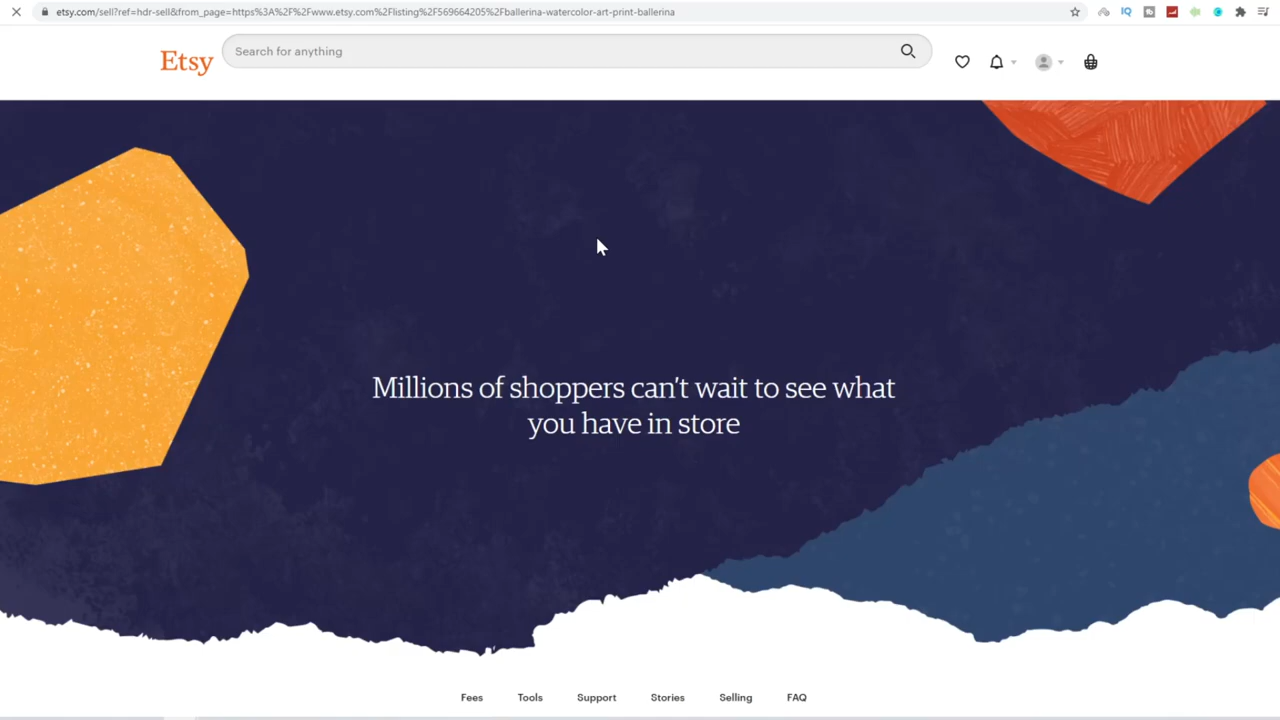 etsy.com/sell?ref=hdr-sell&from_page=https%3A%2F%2Fwww.etsy.com%2Flisting%2F569664205%2Fballerina-watercolor-art-print-ballerina
IQ
Etsy
Search for anything
Millions of shoppers can't wait to see what
you have in store
Fees Tools Support Stories Selling FAQ